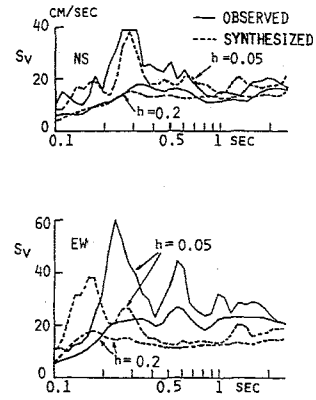 CM/SEC
40
OBSERVED
SYNTHESIZED
NS
h=0.05
Sv
20
h=0.2
0
0.1
0.5
1
SEC
60
EW
h=0.05
Sv
40
20
h=0.2
0
0.1
0.5
1
SEC